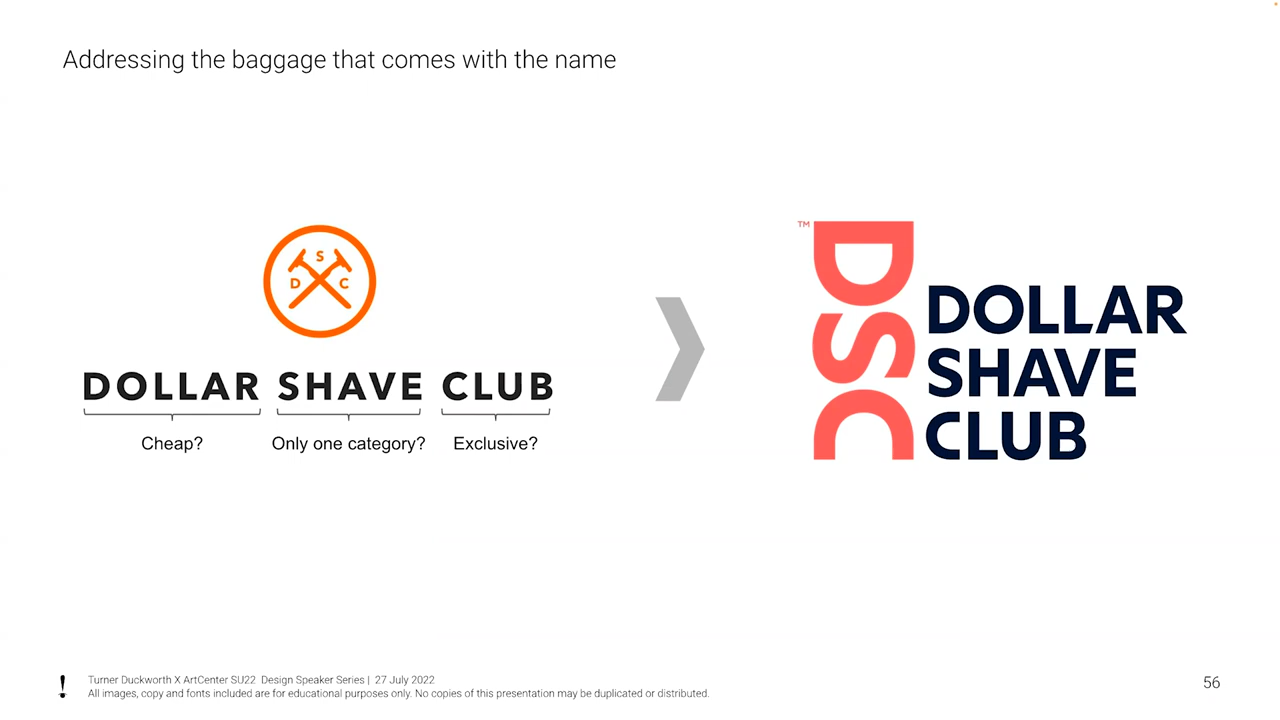 Addressing the baggage that comes with the name
S
D C
DOLLAR SHAVE CLUB
Cheap? Only one category? Exclusive?
™
DSC
DOLLAR
SHAVE
CLUB
! Turner Duckworth X ArtCenter SU22 Design Speaker Series | 27 July 2022
All images, copy and fonts included are for educational purposes only. No copies of this presentation may be duplicated or distributed.
56